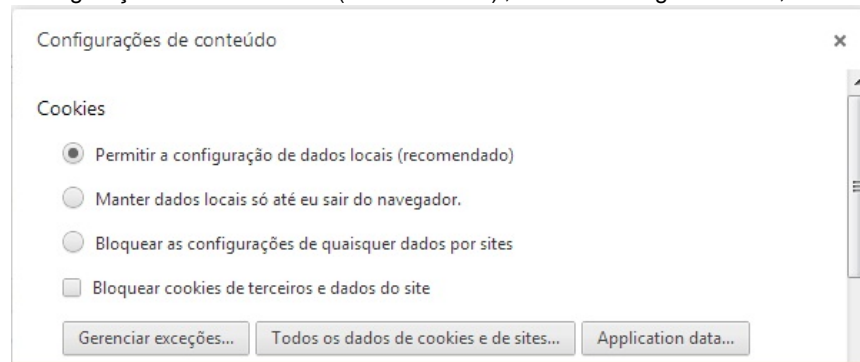 Configurações de conteúdo
Cookies
Permitir a configuração de dados locais (recomendado)
Manter dados locais só até eu sair do navegador.
Bloquear as configurações de quaisquer dados por sites
Bloquear cookies de terceiros e dados do site
Gerenciar exceções... Todos os dados de cookies e de sites... Application data...